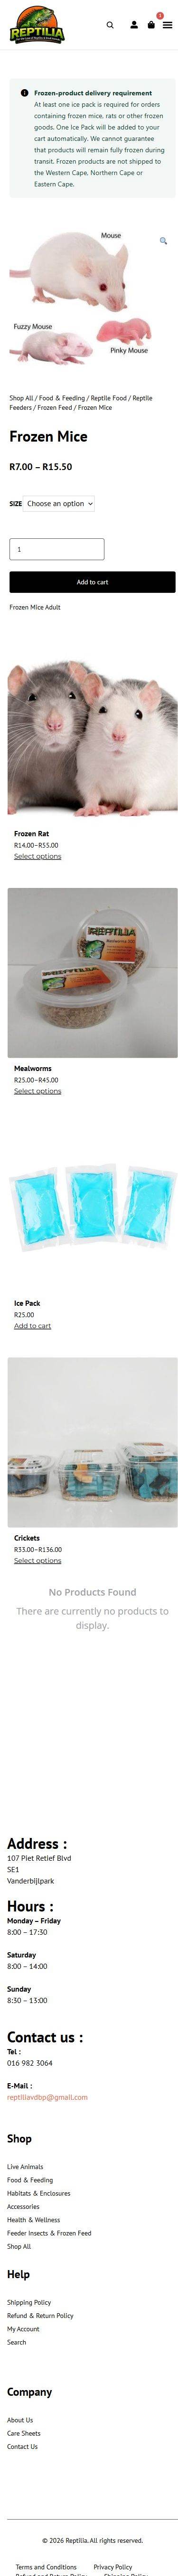 REPTILIA
1
Frozen-product delivery requirement
At least one ice pack is required for orders
containing frozen mice, rats or other frozen
goods. One Ice Pack will be added to your
cart automatically. We cannot guarantee
that products will remain fully frozen during
transit. Frozen products are not shipped to
the Western Cape, Northern Cape or
Eastern Cape.
Mouse
Fuzzy Mouse
Pinky Mouse
Shop All / Food & Feeding / Reptile Food / Reptile
Feeders / Frozen Feed / Frozen Mice
Frozen Mice
R7.00 – R15.50
SIZE Choose an option
1
Add to cart
Frozen Mice Adult
Frozen Rat
R14.00–R55.00
Select options
Mealworms
R25.00–R45.00
Select options
Ice Pack
R25.00
Add to cart
Crickets
R33.00–R136.00
Select options
No Products Found
There are currently no products to
display.
Address :
107 Piet Retief Blvd
SE1
Vanderbijlpark
Hours :
Monday – Friday
8:00 – 17:30
Saturday
8:00 – 14:00
Sunday
8:30 – 13:00
Contact us :
Tel :
016 982 3064
E-Mail :
reptiliavdbp@gmail.com
Shop
Live Animals
Food & Feeding
Habitats & Enclosures
Accessories
Health & Wellness
Feeder Insects & Frozen Feed
Shop All
Help
Shipping Policy
Refund & Return Policy
My Account
Search
Company
About Us
Care Sheets
Contact Us
© 2026 Reptilia. All rights reserved.
Terms and Conditions Privacy Policy
Refund and Return Policy Shipping Policy